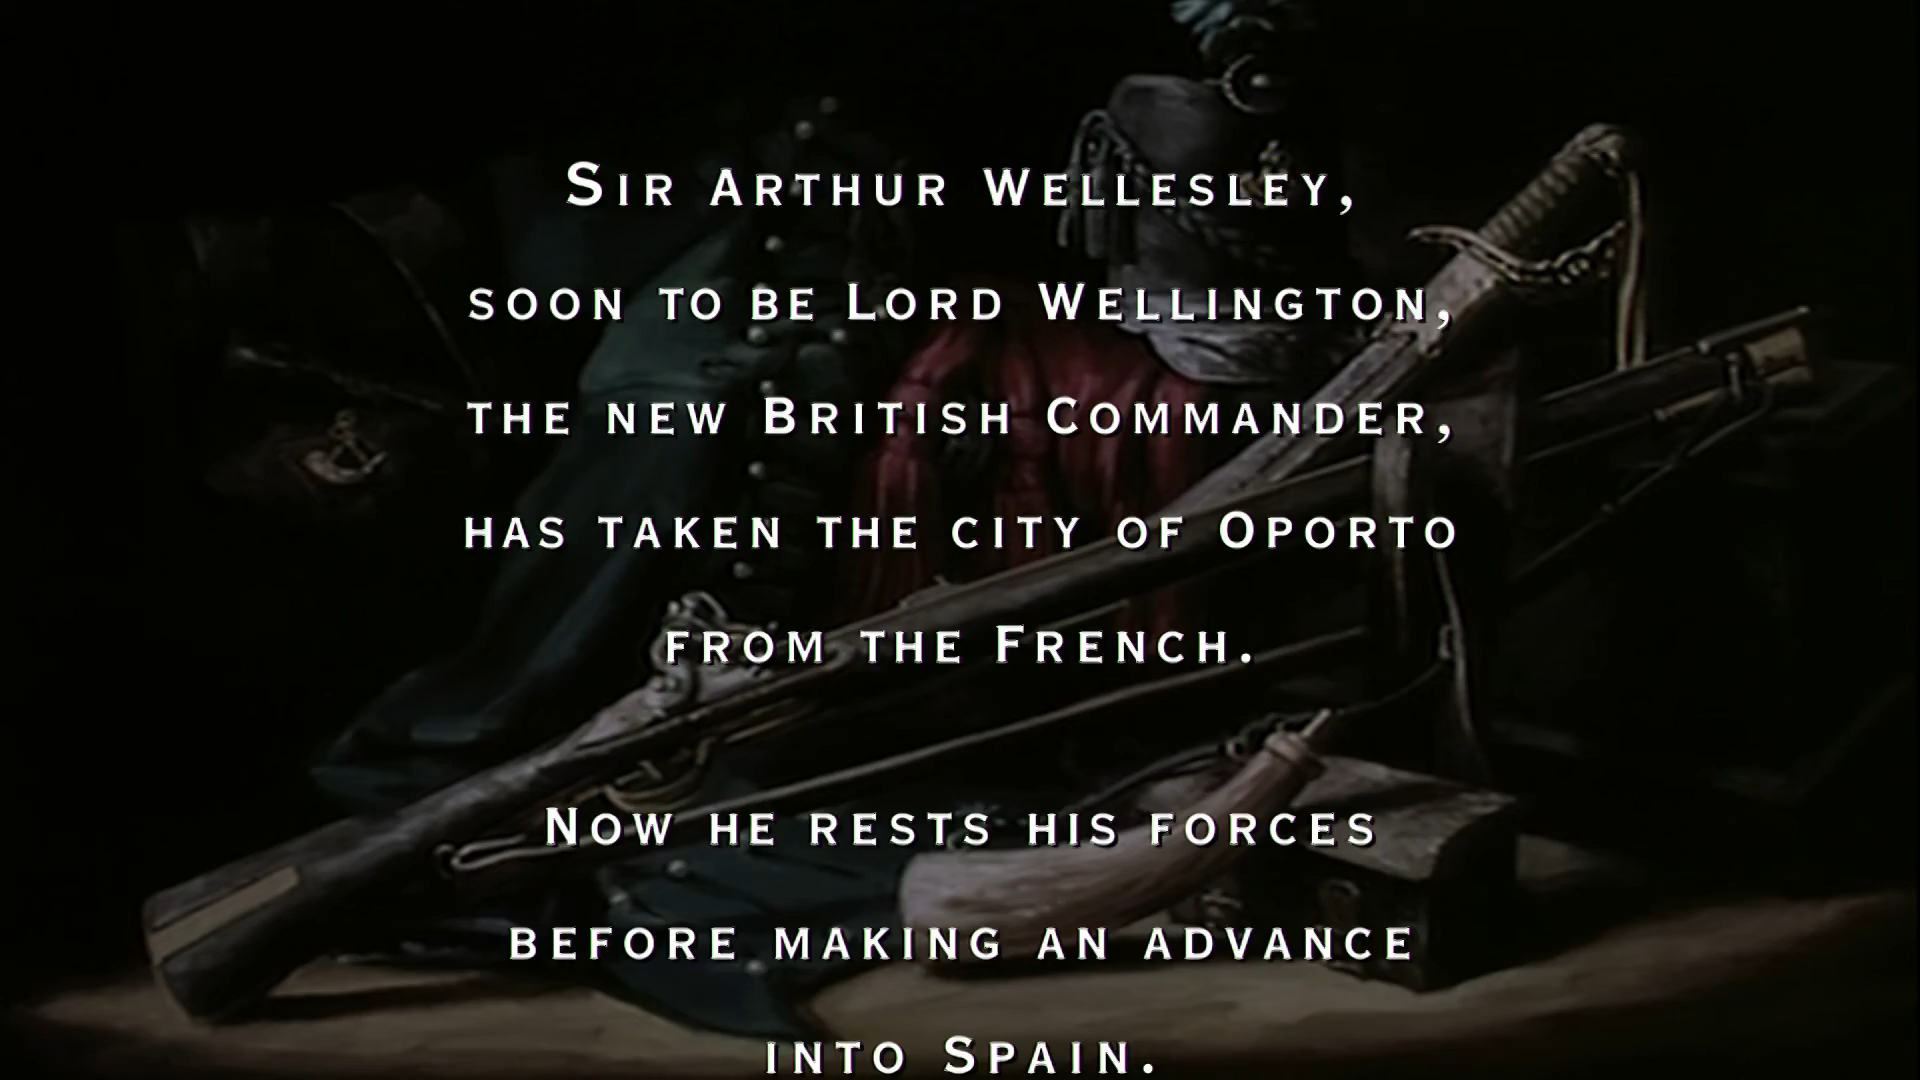 Sir Arthur Wellesley,
soon to be Lord Wellington,
the new British Commander,
has taken the city of Oporto
from the French.
Now he rests his forces
before making an advance
into Spain.